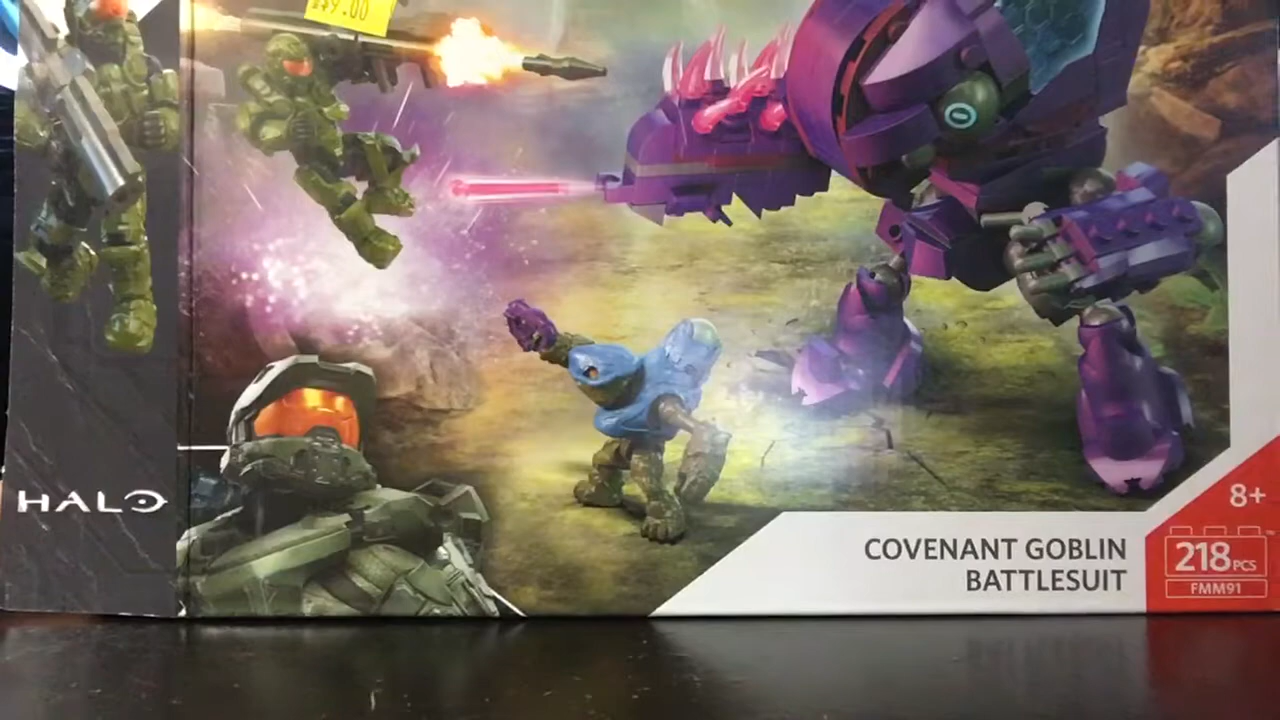 HALO
COVENANT GOBLIN
BATTLESUIT
8+
218 PCS
FMM91